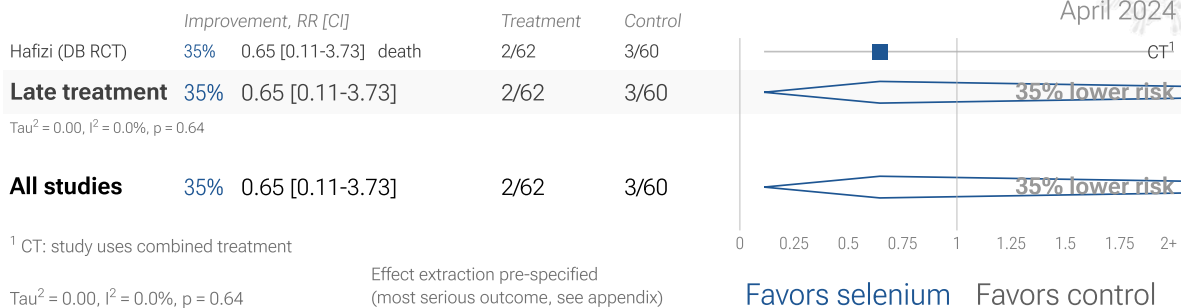 April 2024
Improvement, RR [CI] Treatment Control
Hafizi (DB RCT) 35% 0.65 [0.11-3.73] death 2/62 3/60 CT¹
Late treatment 35% 0.65 [0.11-3.73] 2/62 3/60 35% lower risk
Tau² = 0.00, I² = 0.0%, p = 0.64
All studies 35% 0.65 [0.11-3.73] 2/62 3/60 35% lower risk
¹ CT: study uses combined treatment
0 0.25 0.5 0.75 1 1.25 1.5 1.75 2+
Effect extraction pre-specified
Tau² = 0.00, I² = 0.0%, p = 0.64 (most serious outcome, see appendix)
Favors selenium Favors control